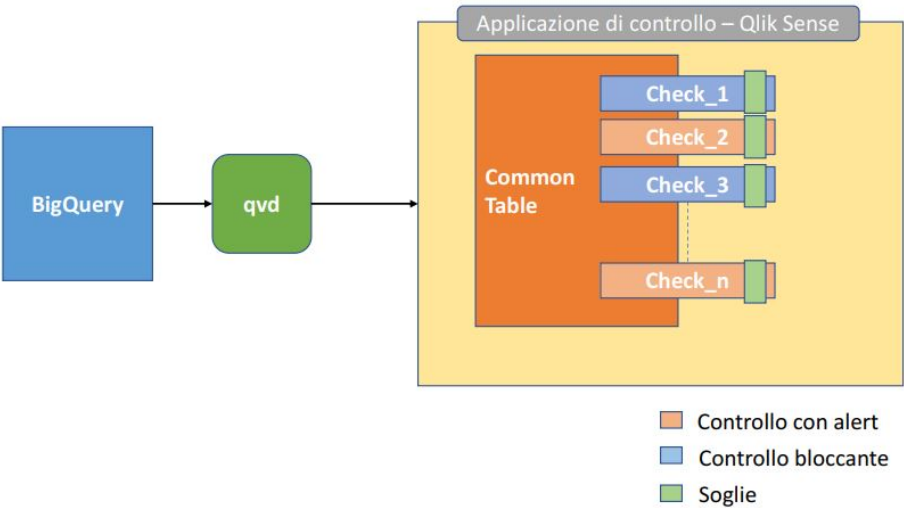 Applicazione di controllo – Qlik Sense
BigQuery
qvd
Common
Table
Check_1
Check_2
Check_3
Check_n
Controllo con alert
Controllo bloccante
Soglie